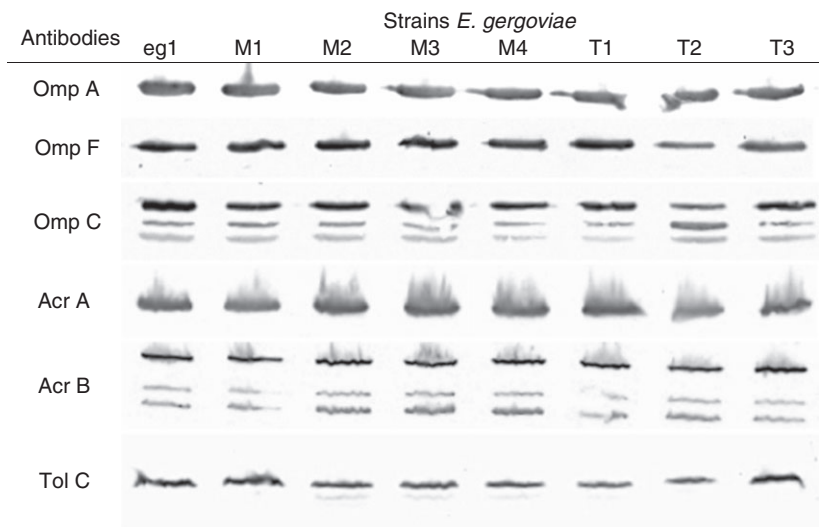 Strains E. gergoviae
Antibodies eg1 M1 M2 M3 M4 T1 T2 T3
Omp A
Omp F
Omp C
Acr A
Acr B
Tol C